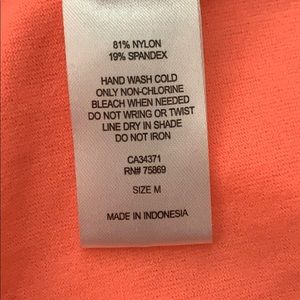 81% NYLON
19% SPANDEX
HAND WASH COLD
ONLY NON-CHLORINE
BLEACH WHEN NEEDED
DO NOT WRING OR TWIST
LINE DRY IN SHADE
DO NOT IRON
CA34371
RN# 75869
SIZE M
MADE IN INDONESIA